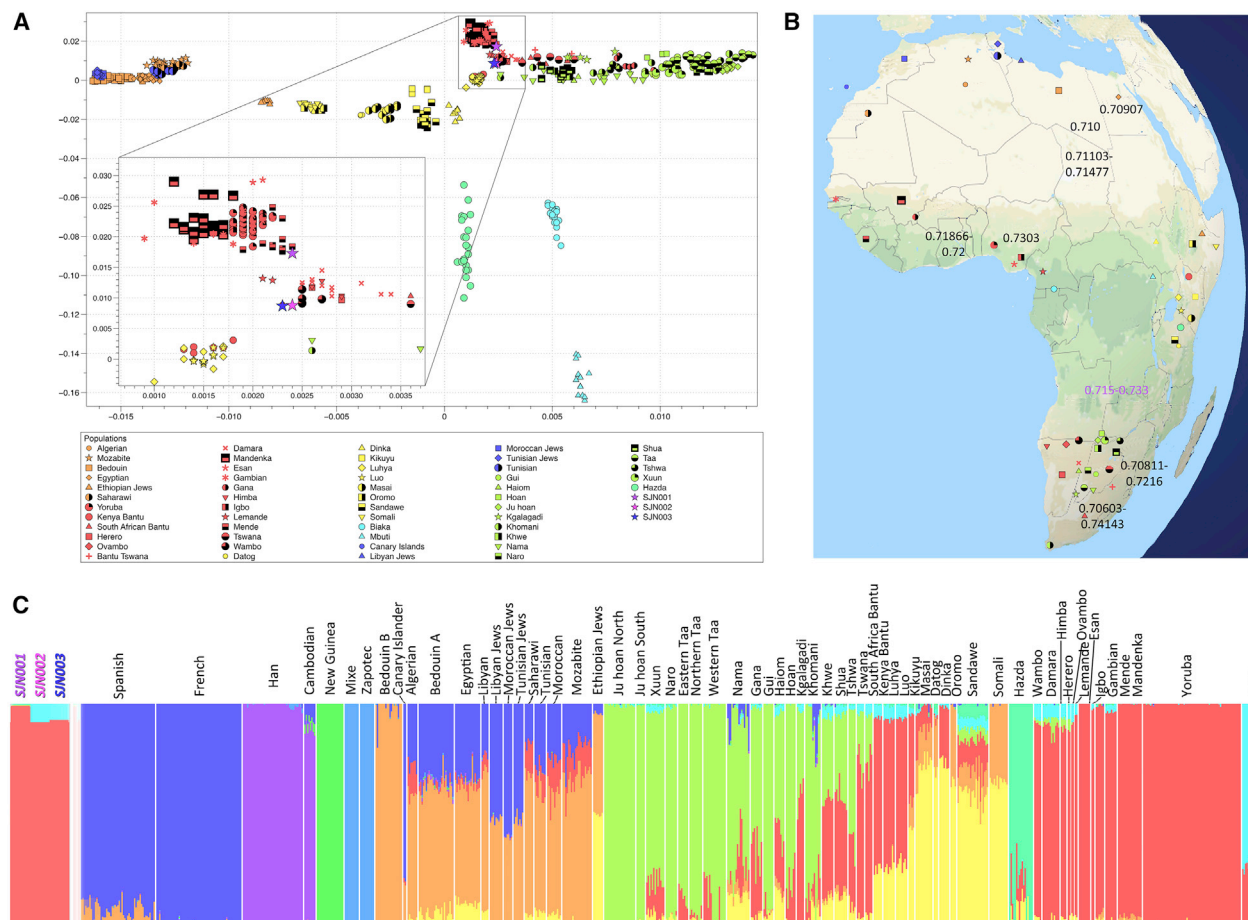 A
0.02
0
−0.02
−0.04
−0.06
−0.08
−0.10
−0.12
−0.14
−0.16
−0.015
−0.010
−0.005
0
0.005
0.010
0.030
0.025
0.020
0.015
0.010
0.005
0
0.0010
0.0015
0.0020
0.0025
0.0030
0.0035
Populations
Algerian
Mozabite
Bedouin
Egyptian
Ethiopian Jews
Saharawi
Yoruba
Kenya Bantu
South African Bantu
Herero
Ovambo
Bantu Tswana
Damara
Mandenka
Esan
Gambian
Gana
Himba
Igbo
Lemande
Mende
Tswana
Wambo
Datog
Dinka
Kikuyu
Luhya
Luo
Masai
Oromo
Sandawe
Somali
Biaka
Mbuti
Canary Islands
Libyan Jews
Moroccan Jews
Tunisian Jews
Tunisian
Gui
Haiom
Hoan
Ju hoan
Kgalagadi
Khomani
Khwe
Nama
Naro
Shua
Taa
Tshwa
Xuun
Hazda
SJN001
SJN002
SJN003
B
0.70907
0.710
0.71103-
0.71477
0.71866-
0.72
0.7303
0.715-0.733
0.70811-
0.7216
0.70603-
0.74143
C
SJN001
SJN002
SJN003
Spanish
French
Han
Cambodian
New Guinea
Mixe
Zapotec
Bedouin B
Canary Islander
Algerian
Bedouin A
Egyptian
Libyan
Libyan Jews
Moroccan Jews
Tunisian Jews
Saharawi
Tunisian
Moroccan
Mozabite
Ethiopian Jews
Ju hoan North
Ju hoan South
Xuun
Naro
Eastern Taa
Northern Taa
Western Taa
Nama
Gana
Gui
Haiom
Hoan
Kgalagadi
Khomani
Khwe
Shua
Tshwa
Tswana
South Africa Bantu
Kenya Bantu
Luhya
Luo
Kikuyu
Masai
Datog
Dinka
Oromo
Sandawe
Somali
Hazda
Wambo
Damara
Himba
Herero
Lemande
Ovambo
Esan
Igbo
Gambian
Mende
Mandenka
Yoruba